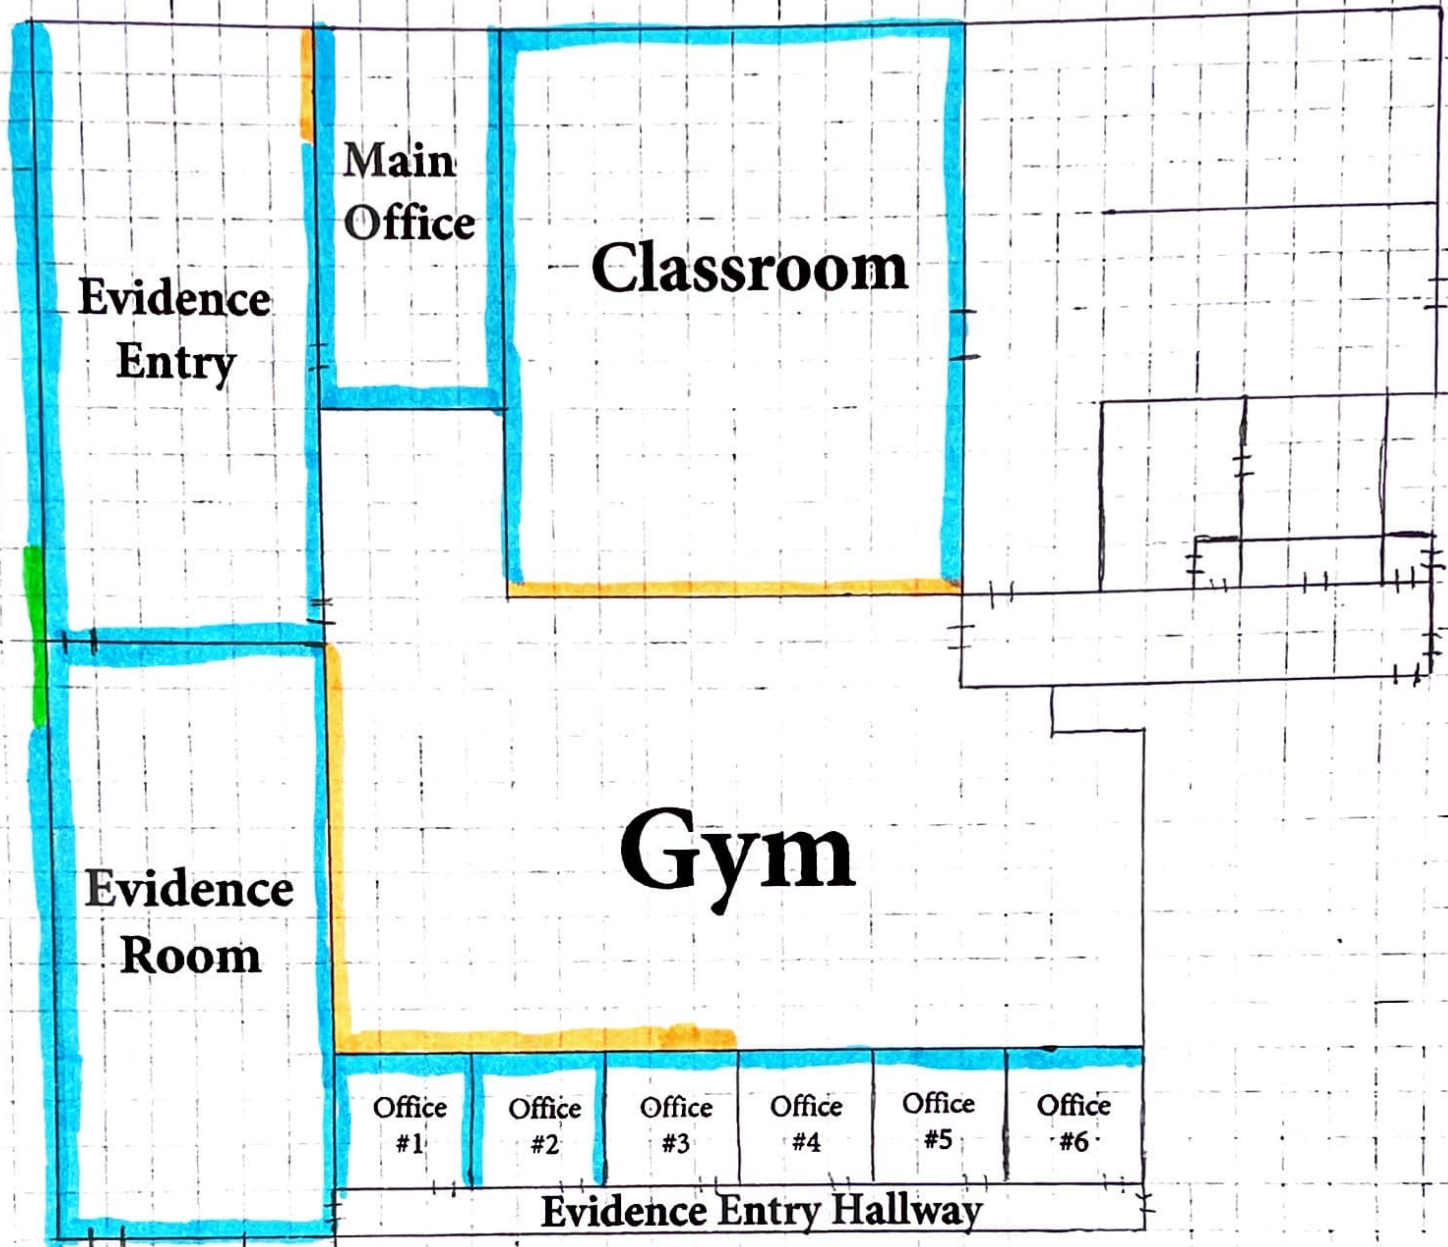 Main
Office
Classroom
Evidence
Entry
Gym
Evidence
Room
Office
#1
Office
#2
Office
#3
Office
#4
Office
#5
Office
#6
Evidence Entry Hallway